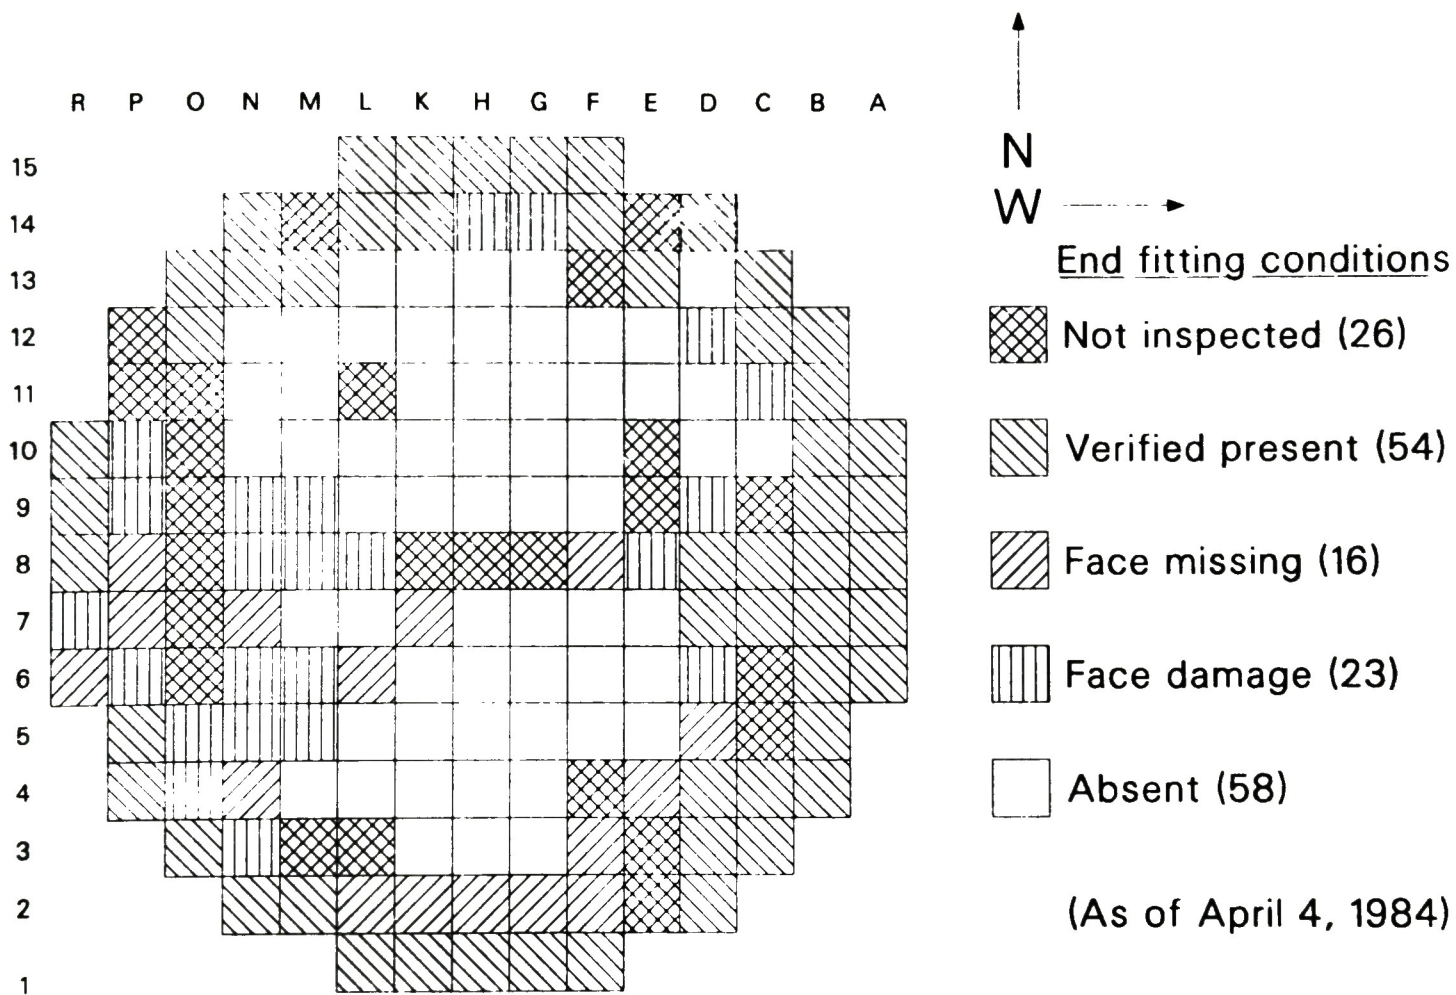 R P O N M L K H G F E D C B A
15
14
13
12
11
10
9
8
7
6
5
4
3
2
1
N
W
End fitting conditions
Not inspected (26)
Verified present (54)
Face missing (16)
Face damage (23)
Absent (58)
(As of April 4, 1984)